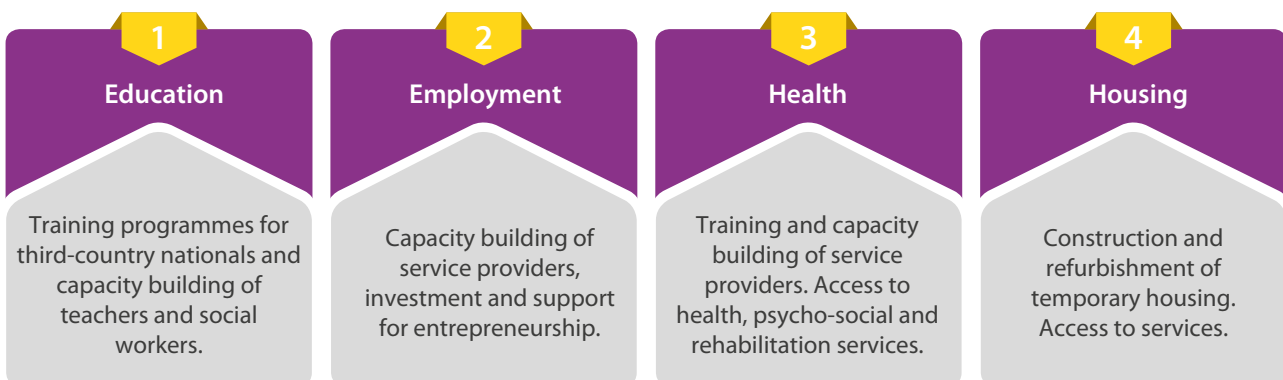 1
Education
Training programmes for
third-country nationals and
capacity building of
teachers and social
workers.
2
Employment
Capacity building of
service providers,
investment and support
for entrepreneurship.
3
Health
Training and capacity
building of service
providers. Access to
health, psycho-social and
rehabilitation services.
4
Housing
Construction and
refurbishment of
temporary housing.
Access to services.